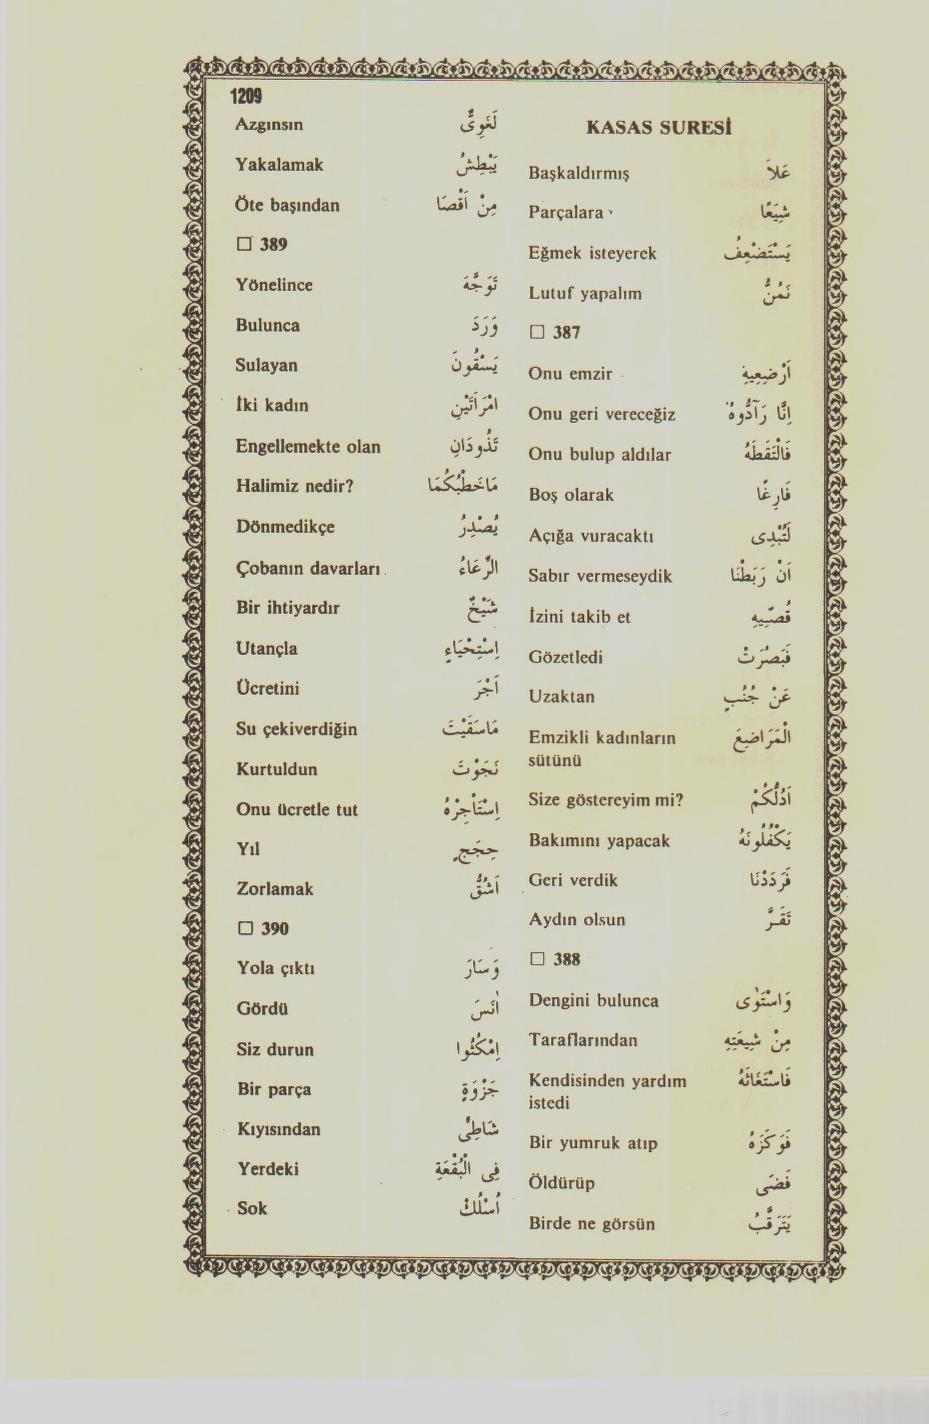 1209
KASAS SURESİ
Başkaldırmış عَلَا
Parçalara شِيَعًا
Eğmek isteyerek يَسْتَضْعِفُ
Lutuf yapalım نَمُنَّ
□ 387
Onu emzir اَرْضِعِيهِ
Onu geri vereceğiz اِنَّا رَآدُّوهُ
Onu bulup aldılar فَالْتَقَطَهُ
Boş olarak فَارِغًا
Açığa vuracaktı لَتُبْدِى
Sabır vermeseydik اَنْ رَبَطْنَا
İzini takib et قُصّ۪يهِ
Gözetledi فَبَصُرَتْ
Uzaktan عَنْ جُنُبٍ
Emzikli kadınların الْمَرَاضِعَ
sütünü
Size göstereyim mi? اَدُلُّكُمْ
Bakımını yapacak يَكْفُلُونَهُ
Geri verdik فَرَدَدْنَا
Aydın olsun تَقَرَّ
□ 388
Dengini bulunca وَاسْتَوٰى
Taraflarından مِنْ شِيعَتِهِ
Kendisinden yardım فَاسْتَغَاثَهُ
istedi
Bir yumruk atıp فَوَكَزَهُ
Öldürüp فَضَى
Birde ne görsün يَتَرَقَّبُ
Azgınsın لَغَوِىٌّ
Yakalamak يَبْطِشُ
Öte başından مِنْ اَقْصَا
□ 389
Yönelince تَوَجَّهَ
Bulunca وَرَدَ
Sulayan يَسْقُونَ
İki kadın امْرَاَتَيْنِ
Engellemekte olan تَذُودَانِ
Halimiz nedir? مَاخَطْبُكُمَا
Dönmedikçe يُصْدِرُ
Çobanın davarları الرِّعَاءُ
Bir ihtiyardır شَيْخٌ
Utançla اِسْتِحْيَاءٍ
Ücretini اَجْرَ
Su çekiverdiğin مَاسَقَيْتَ
Kurtuldun نَجَوْتَ
Onu ücretle tut اِسْتَاْجِرْهُ
Yıl حِجَجٍ
Zorlamak اَشُقَّ
□ 390
Yola çıktı وَسَارَ
Gördü اٰنَسَ
Siz durun اِمْكُثُوا
Bir parça جَزْوَةٍ
Kıyısından شَاطِئِ
Yerdeki فِى الْبُقْعَةِ
Sok اُسْلُكْ